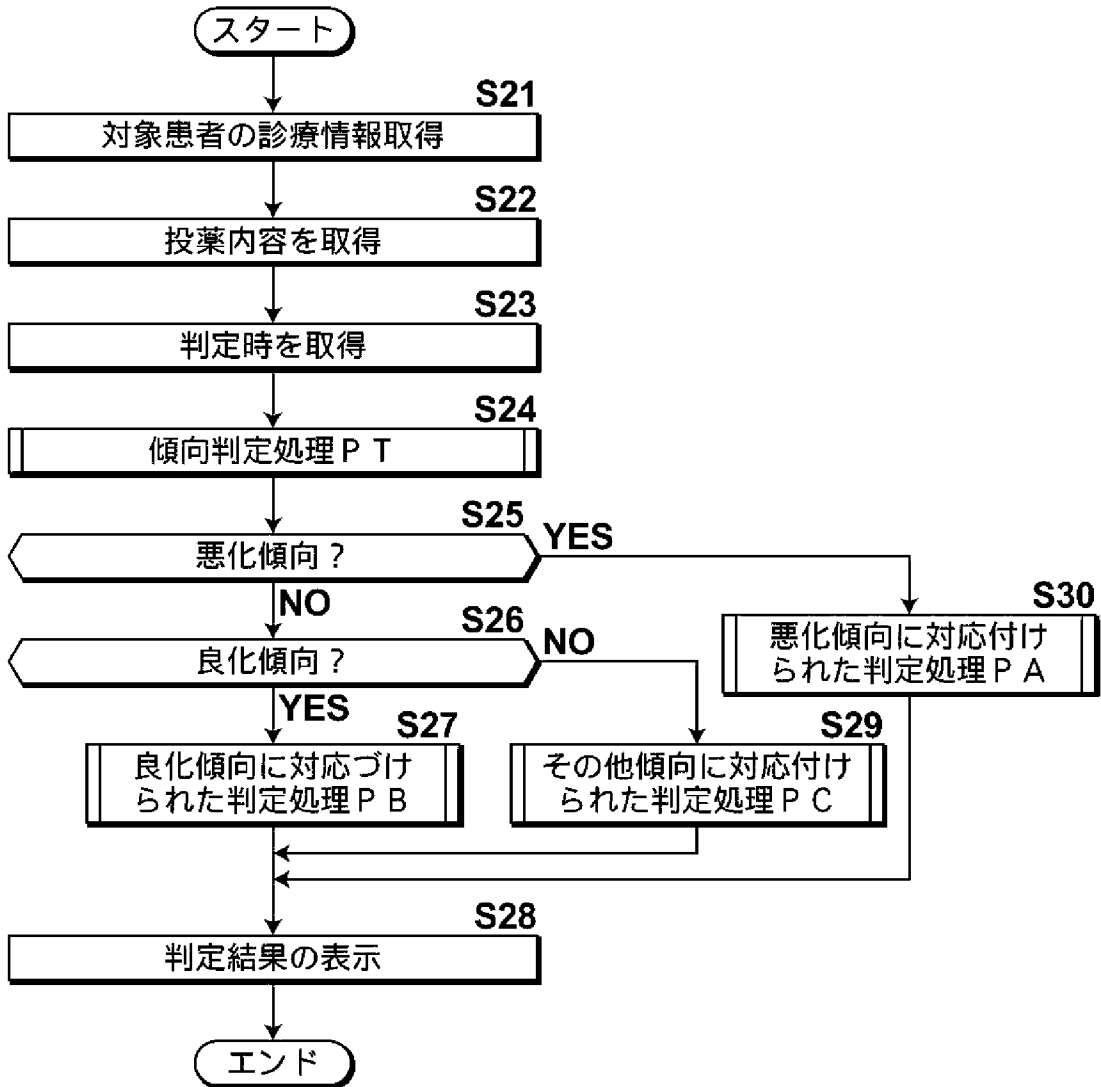 スタート
S21
対象患者の診療情報取得
S22
投薬内容を取得
S23
判定時を取得
S24
傾向判定処理ＰＴ
S25
悪化傾向？
YES
NO
S30
悪化傾向に対応付け
られた判定処理ＰＡ
S26
良化傾向？
NO
YES
S27
良化傾向に対応づけ
られた判定処理ＰＢ
S29
その他傾向に対応付け
られた判定処理ＰＣ
S28
判定結果の表示
エンド